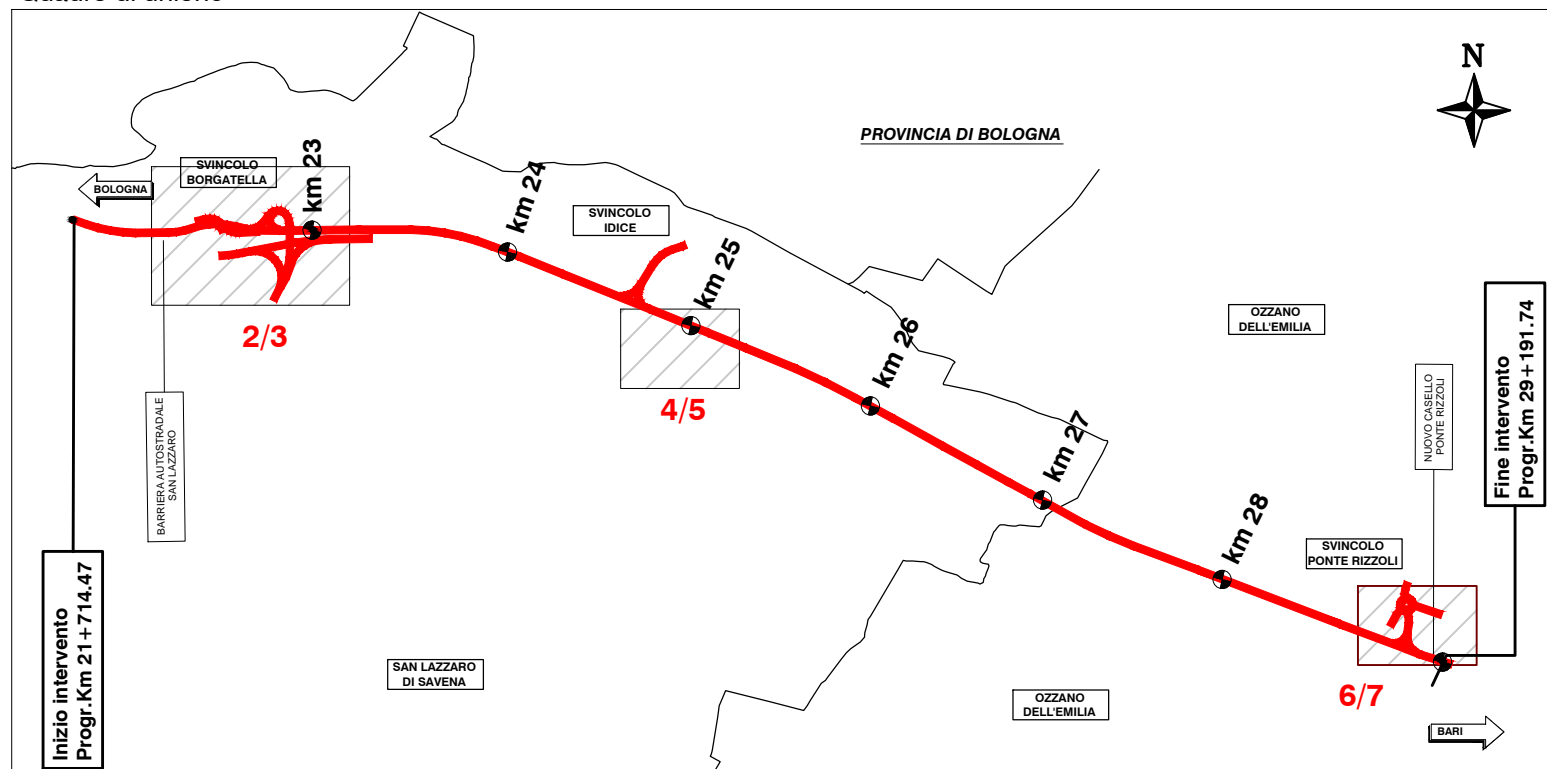 N
PROVINCIA DI BOLOGNA
SVINCOLO
BORGATELLA
BOLOGNA
km 23
km 24
SVINCOLO
IDICE
km 25
2/3
4/5
km 26
OZZANO
DELL'EMILIA
BARRIERA AUTOSTRADALE
SAN LAZZARO
km 27
NUOVO CASELLO
PONTE RIZZOLI
Fine intervento
Progr.Km 29+191.74
km 28
SVINCOLO
PONTE RIZZOLI
Inizio intervento
Progr.Km 21+714.47
SAN LAZZARO
DI SAVENA
OZZANO
DELL'EMILIA
6/7
BARI